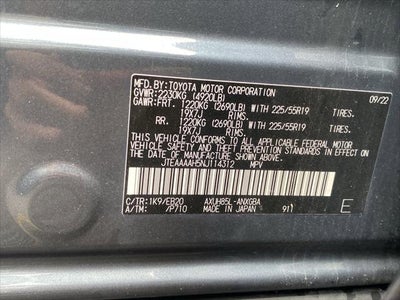 MFD.BY:TOYOTA MOTOR CORPORATION 09/22
GVWR:2230KG (4920LB)
GAWR:FRT. 1220KG (2690LB) WITH 225/55R19 TIRES.
19X7J RIMS.
RR. 1220KG (2690LB) WITH 225/55R19 TIRES.
19X7J RIMS.
THIS VEHICLE CONFORMS TO ALL APPLICABLE FEDERAL MOTOR
VEHICLE SAFETY, BUMPER, AND THEFT PREVENTION STANDARDS
IN EFFECT ON THE DATE OF MANUFACTURE SHOWN ABOVE.
JTEAAAAH5NJ114312 MPV
C/TR:1K9/EB20 AXUH85L-ANXGBA
A/TM: /P710 MADE IN JAPAN 911 E